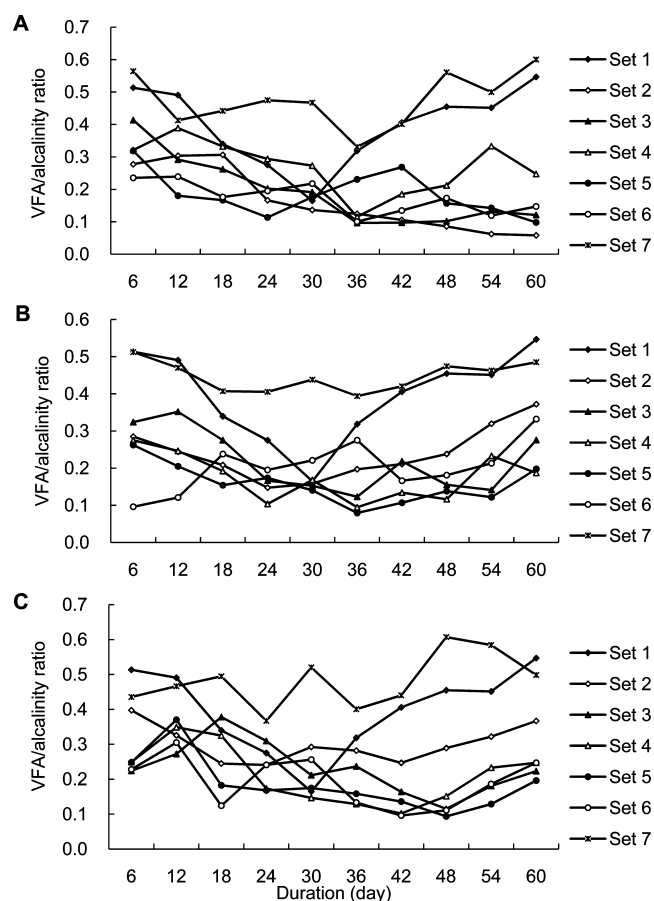 A
VFA/alcalinity ratio
0.7
0.6
0.5
0.4
0.3
0.2
0.1
0.0
6 12 18 24 30 36 42 48 54 60
Set 1
Set 2
Set 3
Set 4
Set 5
Set 6
Set 7
B
VFA/alcalinity ratio
0.6
0.5
0.4
0.3
0.2
0.1
0.0
6 12 18 24 30 36 42 48 54 60
Set 1
Set 2
Set 3
Set 4
Set 5
Set 6
Set 7
C
VFA/alcalinity ratio
0.7
0.6
0.5
0.4
0.3
0.2
0.1
0.0
6 12 18 24 30 36 42 48 54 60
Duration (day)
Set 1
Set 2
Set 3
Set 4
Set 5
Set 6
Set 7